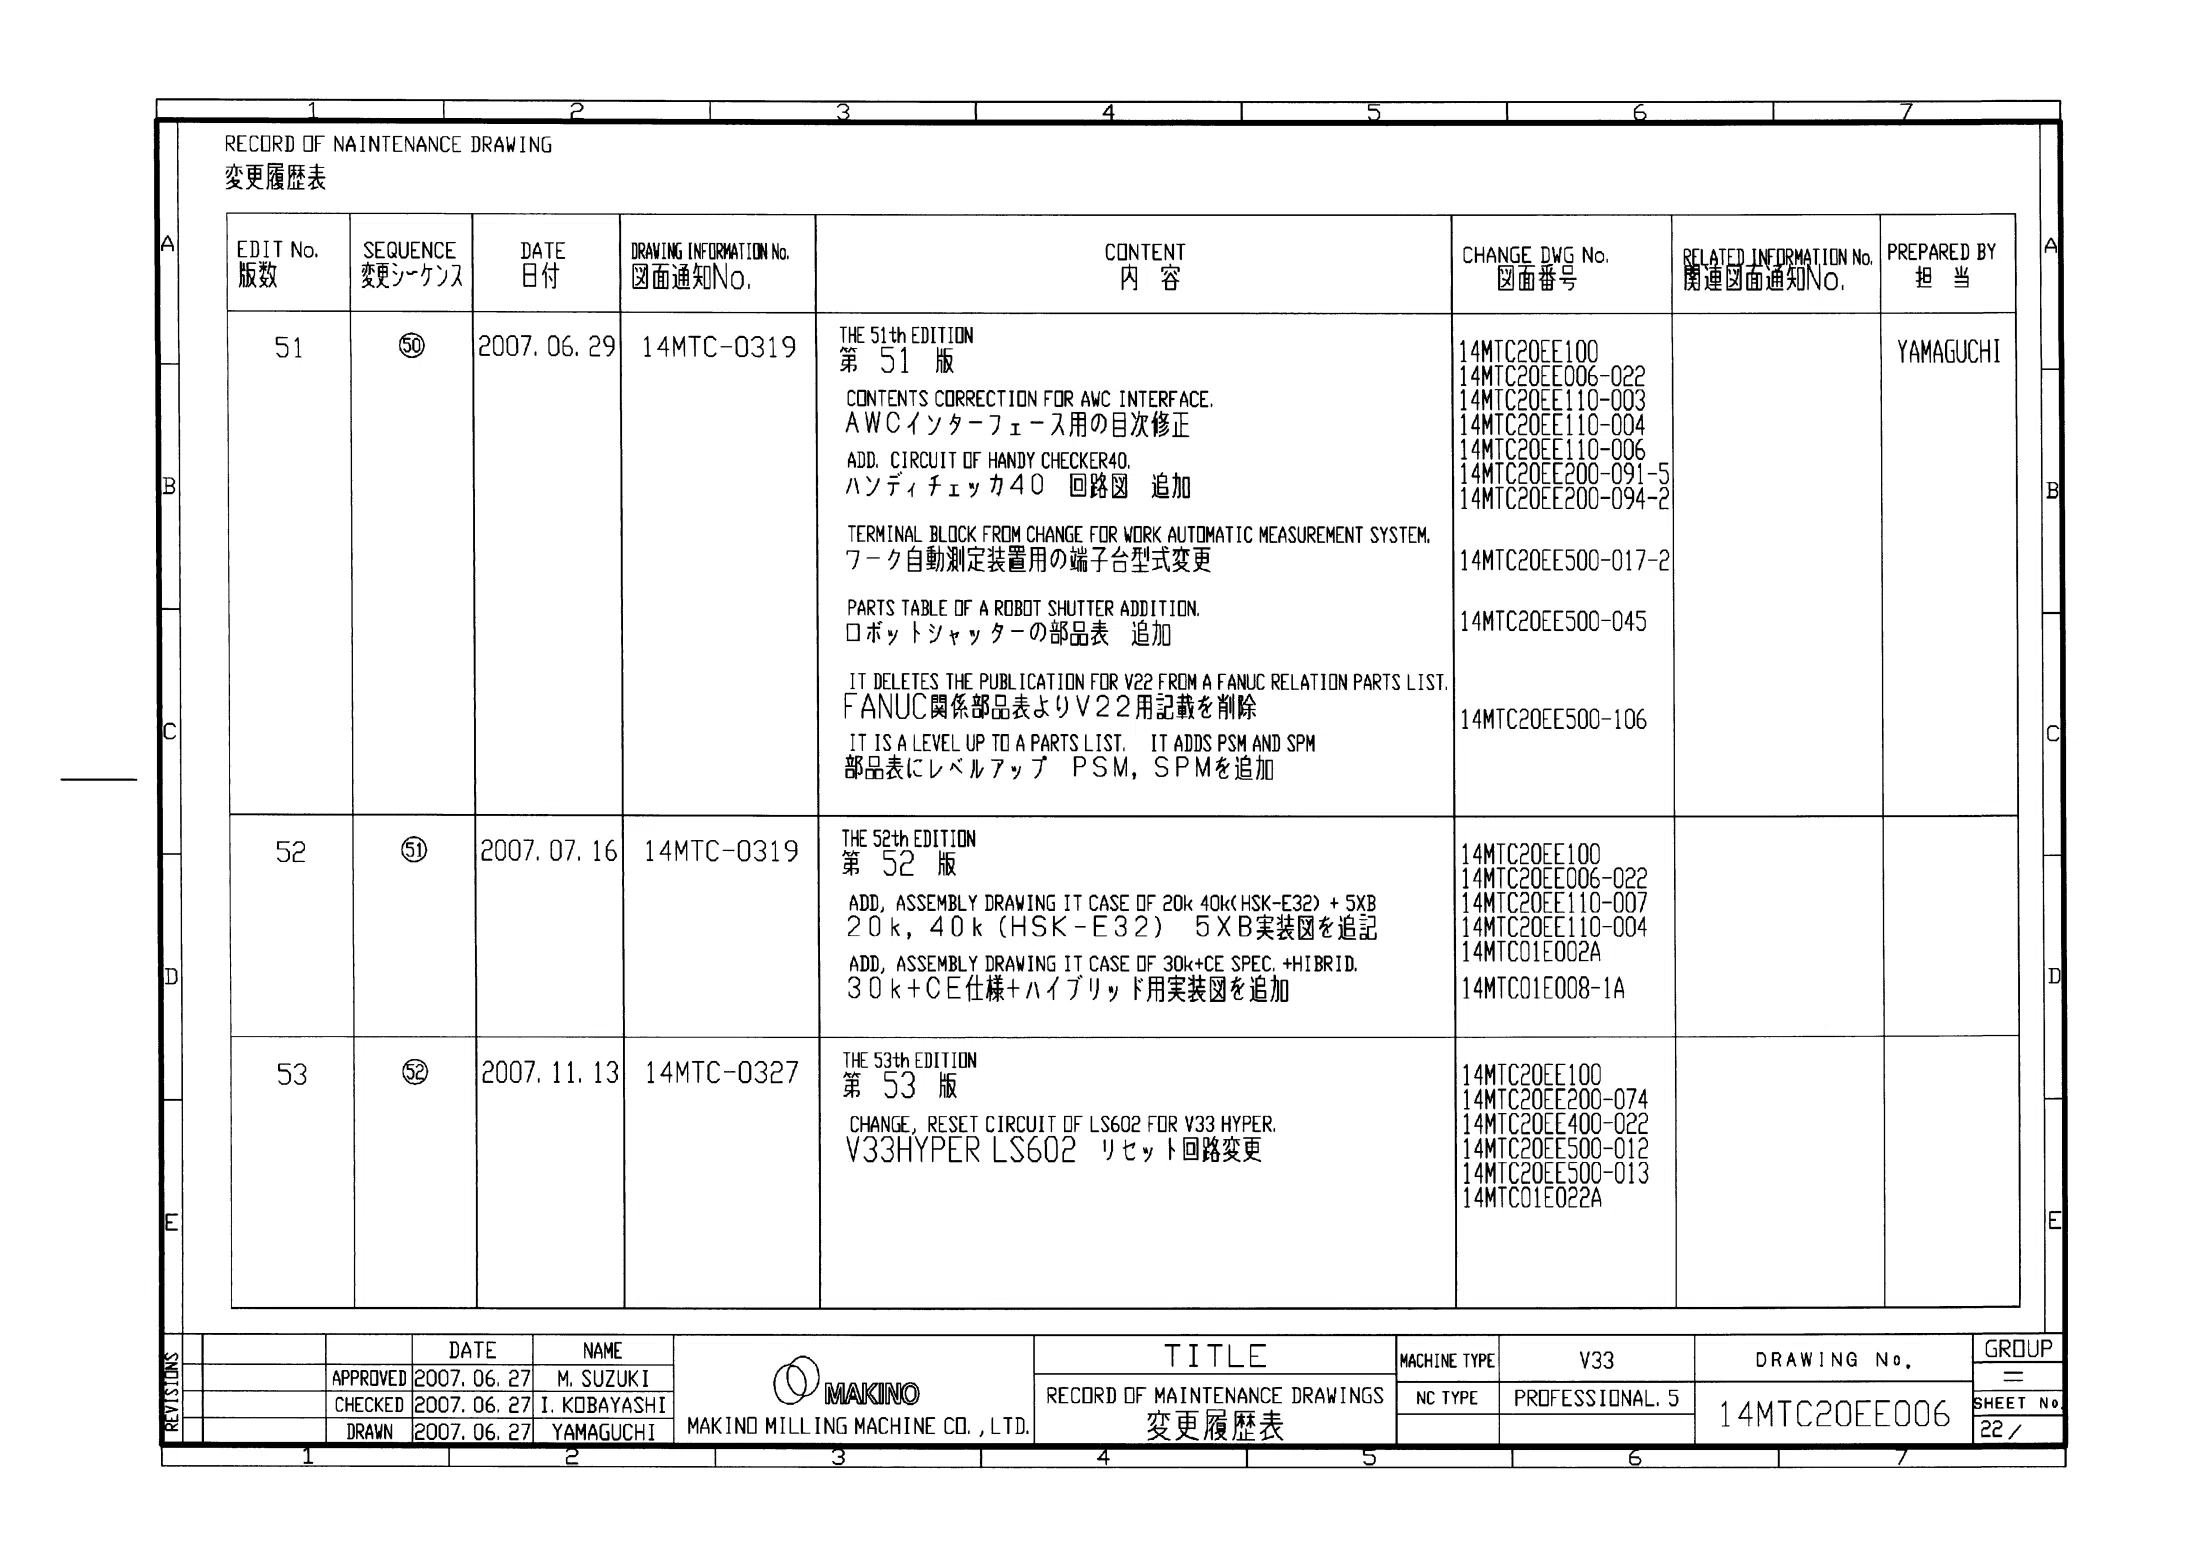 1 2 3 4 5 6 7
RECORD OF NAINTENANCE DRAWING
変更履歴表
EDIT No.
版数
SEQUENCE
変更シーケンス
DATE
日付
DRAWING INFORMATION No.
図面通知No.
CONTENT
内 容
CHANGE DWG No.
図面番号
RELATED INFORMATION No.
関連図面通知No.
PREPARED BY
担 当
51
㊿
2007. 06. 29
14MTC-0319
THE 51th EDITION
第 51 版
CONTENTS CORRECTION FOR AWC INTERFACE.
AWCインターフェース用の目次修正
ADD. CIRCUIT OF HANDY CHECKER40.
ハンディチェッカ40 回路図 追加
TERMINAL BLOCK FROM CHANGE FOR WORK AUTOMATIC MEASUREMENT SYSTEM.
ワーク自動測定装置用の端子台型式変更
PARTS TABLE OF A ROBOT SHUTTER ADDITION.
ロボットシャッターの部品表 追加
IT DELETES THE PUBLICATION FOR V22 FROM A FANUC RELATION PARTS LIST.
FANUC関係部品表よりV22用記載を削除
IT IS A LEVEL UP TO A PARTS LIST. IT ADDS PSM AND SPM
部品表にレベルアップ PSM, SPMを追加
14MTC20EE100
14MTC20EE006-022
14MTC20EE110-003
14MTC20EE110-004
14MTC20EE110-006
14MTC20EE200-091-5
14MTC20EE200-094-2
14MTC20EE500-017-2
14MTC20EE500-045
14MTC20EE500-106
YAMAGUCHI
52
51
2007. 07. 16
14MTC-0319
THE 52th EDITION
第 52 版
ADD, ASSEMBLY DRAWING IT CASE OF 20k 40k(HSK-E32) + 5XB
20k, 40k (HSK-E32) 5XB実装図を追記
ADD, ASSEMBLY DRAWING IT CASE OF 30k+CE SPEC. +HIBRID.
30k+CE仕様+ハイブリッド用実装図を追加
14MTC20EE100
14MTC20EE006-022
14MTC20EE110-007
14MTC20EE110-004
14MTC01E002A
14MTC01E008-1A
53
52
2007. 11. 13
14MTC-0327
THE 53th EDITION
第 53 版
CHANGE, RESET CIRCUIT OF LS602 FOR V33 HYPER.
V33HYPER LS602 リセット回路変更
14MTC20EE100
14MTC20EE200-074
14MTC20EE400-022
14MTC20EE500-012
14MTC20EE500-013
14MTC01E022A
A A
B B
C C
D D
E E
REVISIONS
DATE NAME
APPROVED 2007. 06. 27 M. SUZUKI
CHECKED 2007. 06. 27 I. KOBAYASHI
DRAWN 2007. 06. 27 YAMAGUCHI
MAKINO
MAKINO MILLING MACHINE CO. , LTD.
TITLE
RECORD OF MAINTENANCE DRAWINGS
変更履歴表
MACHINE TYPE V33
NC TYPE PROFESSIONAL. 5
DRAWING No.
14MTC20EE006
GROUP
=
SHEET No.
22 /
1 2 3 4 5 6 7